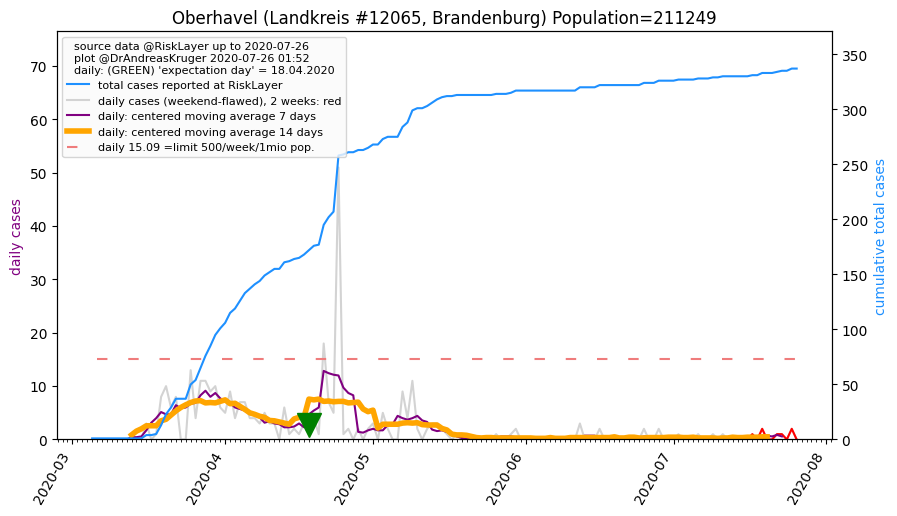 Oberhavel (Landkreis #12065, Brandenburg) Population=211249
source data @RiskLayer up to 2020-07-26
plot @DrAndreasKruger 2020-07-26 01:52
daily: (GREEN) 'expectation day' = 18.04.2020
total cases reported at RiskLayer
daily cases (weekend-flawed), 2 weeks: red
daily: centered moving average 7 days
daily: centered moving average 14 days
daily 15.09 =limit 500/week/1mio pop.
daily cases
70
60
50
40
30
20
10
0
cumulative total cases
350
300
250
200
150
100
50
0
2020-03
2020-04
2020-05
2020-06
2020-07
2020-08